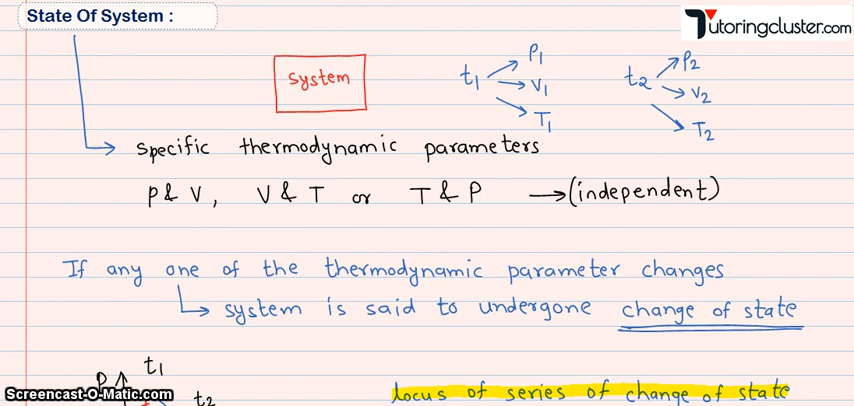 State Of System :
Tutoringcluster.com
system
t1 P1 V1 T1
t2 P2 V2 T2
specific thermodynamic parameters
P & V, V & T or T & P → (independent)
If any one of the thermodynamic parameter changes
system is said to undergone change of state
P t1
t2
locus of series of change of state
Screencast-O-Matic.com